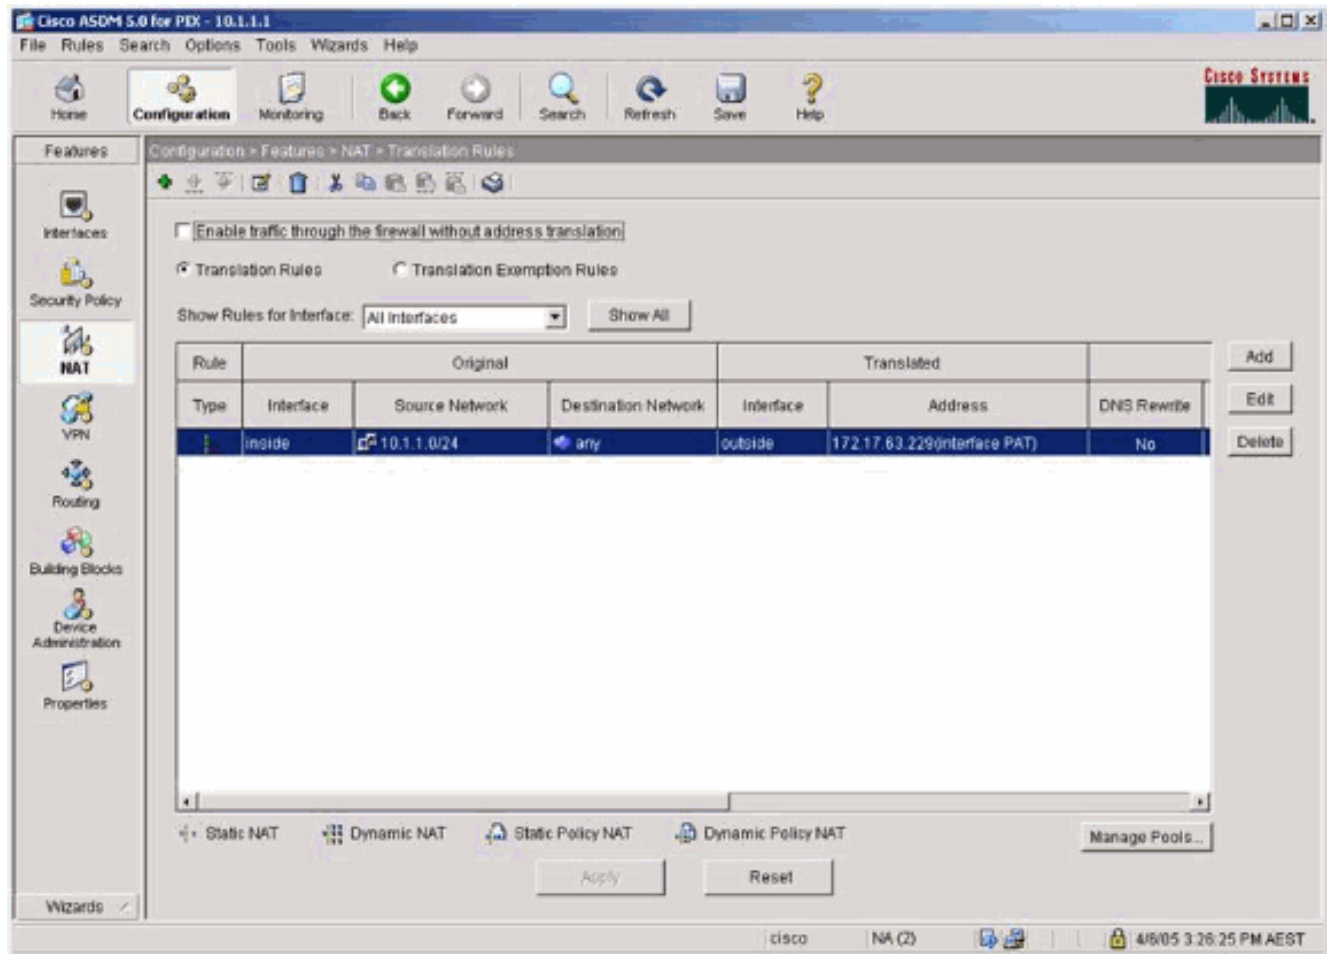 Cisco ASDM 5.0 for PIX - 10.1.1.1
File Rules Search Options Tools Wizards Help
Home Configuration Monitoring Back Forward Search Refresh Save Help
CISCO SYSTEMS
Features
Configuration > Features > NAT > Translation Rules
Interfaces
Security Policy
NAT
VPN
Routing
Building Blocks
Device
Administration
Properties
Wizards
Enable traffic through the firewall without address translation
Translation Rules Translation Exemption Rules
Show Rules for Interface: All Interfaces Show All
Rule Original Translated
Type Interface Source Network Destination Network Interface Address DNS Rewrite
inside 10.1.1.0/24 any outside 172.17.63.229(interface PAT) No
Add
Edit
Delete
Static NAT Dynamic NAT Static Policy NAT Dynamic Policy NAT
Manage Pools...
Apply Reset
cisco NA (2) 4/6/05 3:26:25 PM AEST